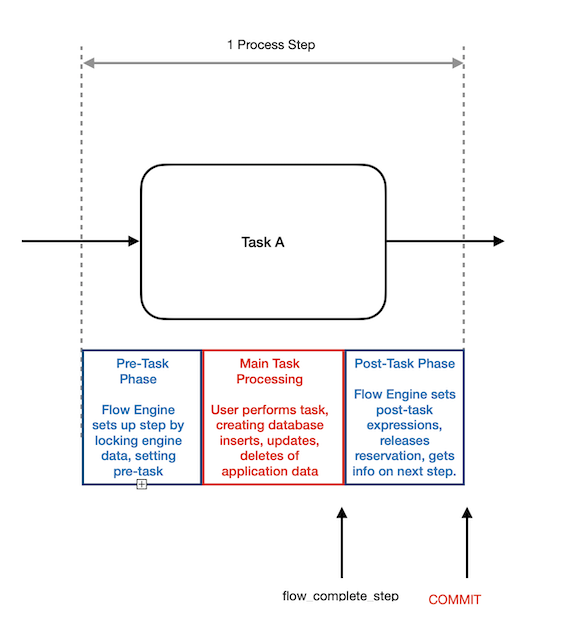 1 Process Step
Task A
Pre-Task
Phase
Flow Engine
sets up step by
locking engine
data, setting
pre-task
Main Task
Processing
User performs task,
creating database
inserts, updates,
deletes of
application data
Post-Task Phase
Flow Engine sets
post-task
expressions,
releases
reservation, gets
info on next step.
flow_complete_step
COMMIT